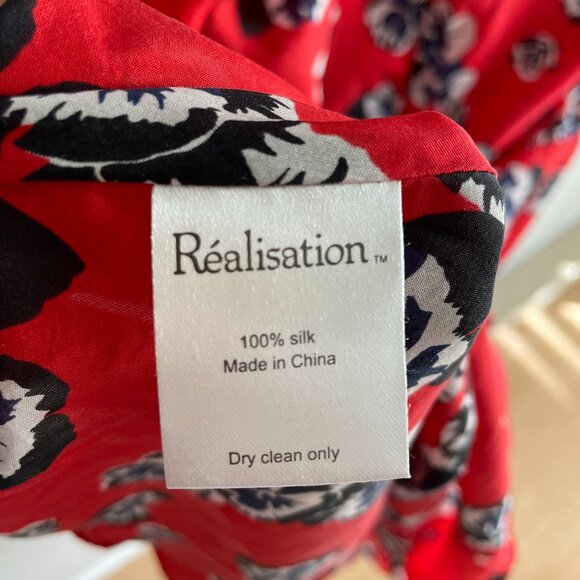 Réalisation™
100% silk
Made in China
Dry clean only